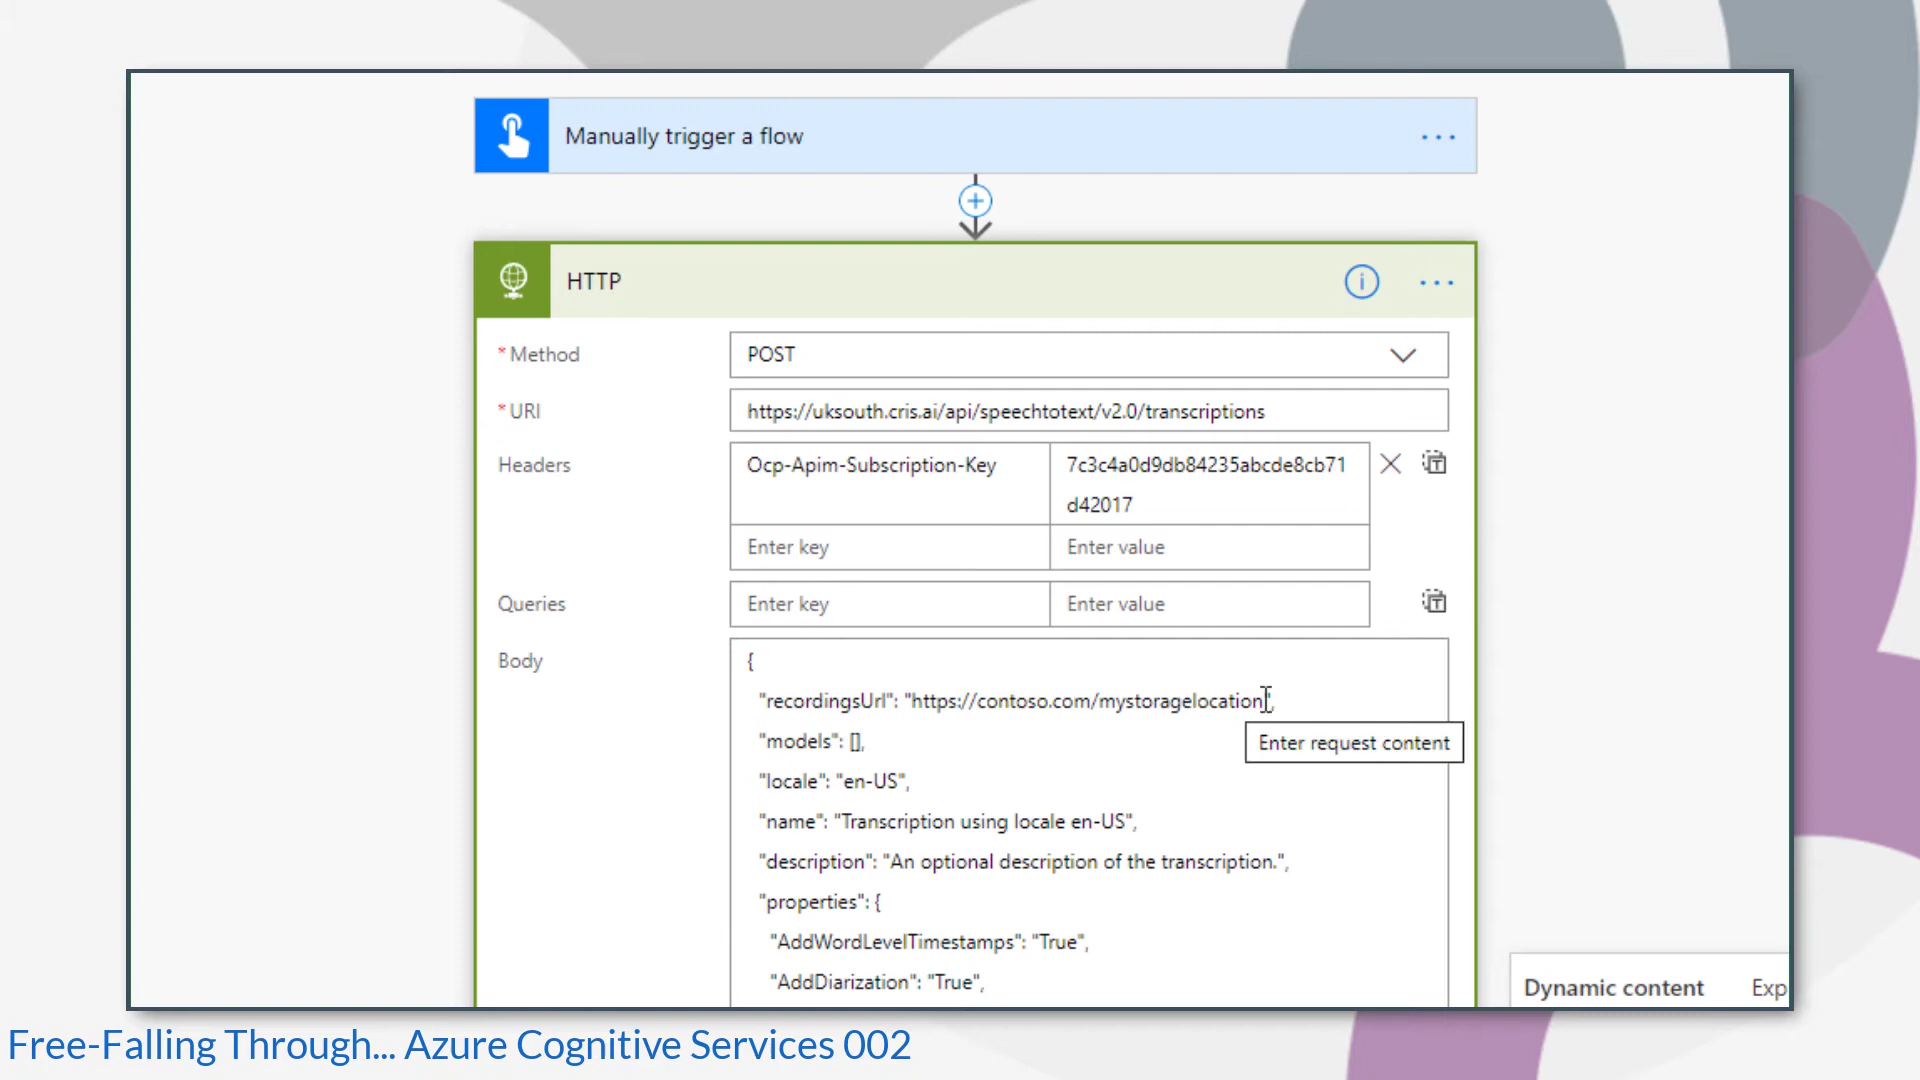 Manually trigger a flow
HTTP
* Method
POST
* URI
https://uksouth.cris.ai/api/speechtotext/v2.0/transcriptions
Headers
Ocp-Apim-Subscription-Key
7c3c4a0d9db84235abcde8cb71
d42017
Enter key
Enter value
Queries
Enter key
Enter value
Body
{
"recordingsUrl": "https://contoso.com/mystoragelocation",
"models": [],
Enter request content
"locale": "en-US",
"name": "Transcription using locale en-US",
"description": "An optional description of the transcription.",
"properties": {
"AddWordLevelTimestamps": "True",
"AddDiarization": "True",
Dynamic content
Exp
Free-Falling Through... Azure Cognitive Services 002